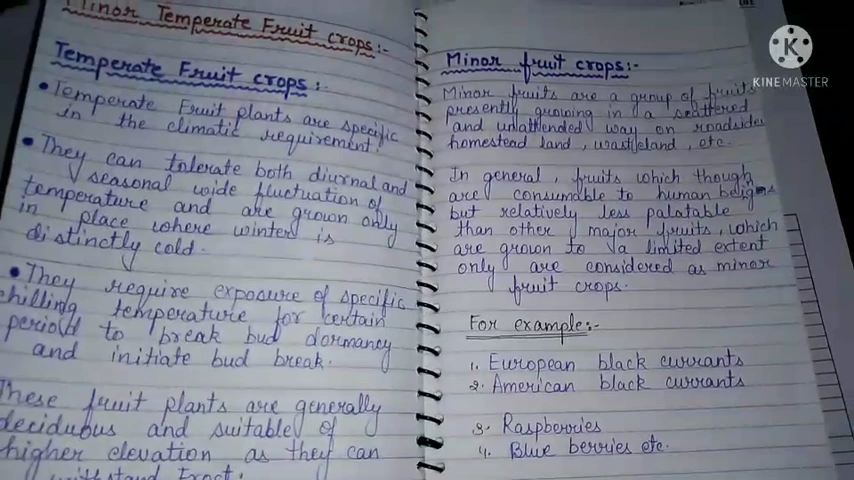 Minor Temperate Fruit crops:-
Temperate Fruit crops:-
• Temperate Fruit plants are specific
in the climatic requirement.
• They can tolerate both diurnal and
seasonal wide fluctuation of
temperature and are grown only
in place where winter is
distinctly cold.
• They require exposure of specific
chilling temperature for certain
period to break bud dormancy
and initiate bud break.
These fruit plants are generally
deciduous and suitable of
higher elevation as they can
withstand frost.
Minor fruit crops:-
Minor fruits are a group of fruits
presently growing in a scattered
and unattended way on roadsides
homestead land, wasteland, etc.
In general, fruits which though
are consumable to human beigns
but relatively less palatable
than other major fruits, which
are grown to a limited extent
only are considered as minor
fruit crops.
For example:-
1. European black currants
2. American black currants
3. Raspberries
4. Blue berries etc.
K
KINEMASTER